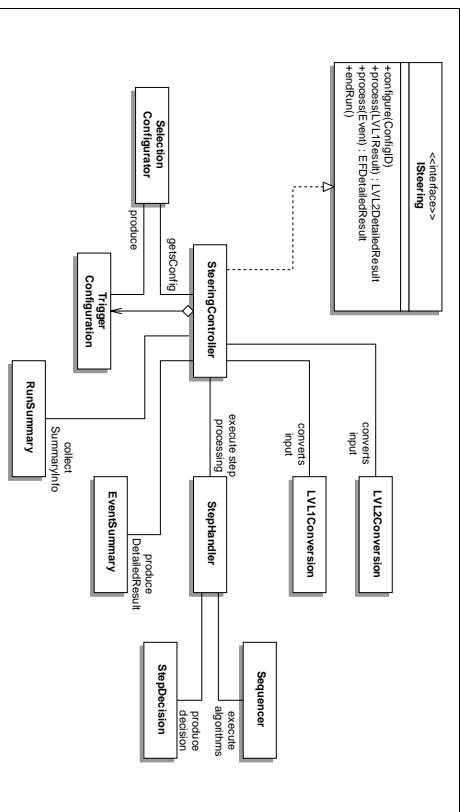 <<interface>>
ISteering
+configure(ConfigID)
+process(LVL1Result) : LVL2DetailedResult
+process(Event) : EFDetailedResult
+endRun()
Selection
Configurator
produce
getsConfig
Trigger
Configuration
SteeringController
converts
input
LVL2Conversion
converts
input
LVL1Conversion
execute step
processing
StepHandler
produce
DetailedResult
EventSummary
collect
SummaryInfo
RunSummary
Sequencer
execute
algorithms
StepDecision
produce
decision